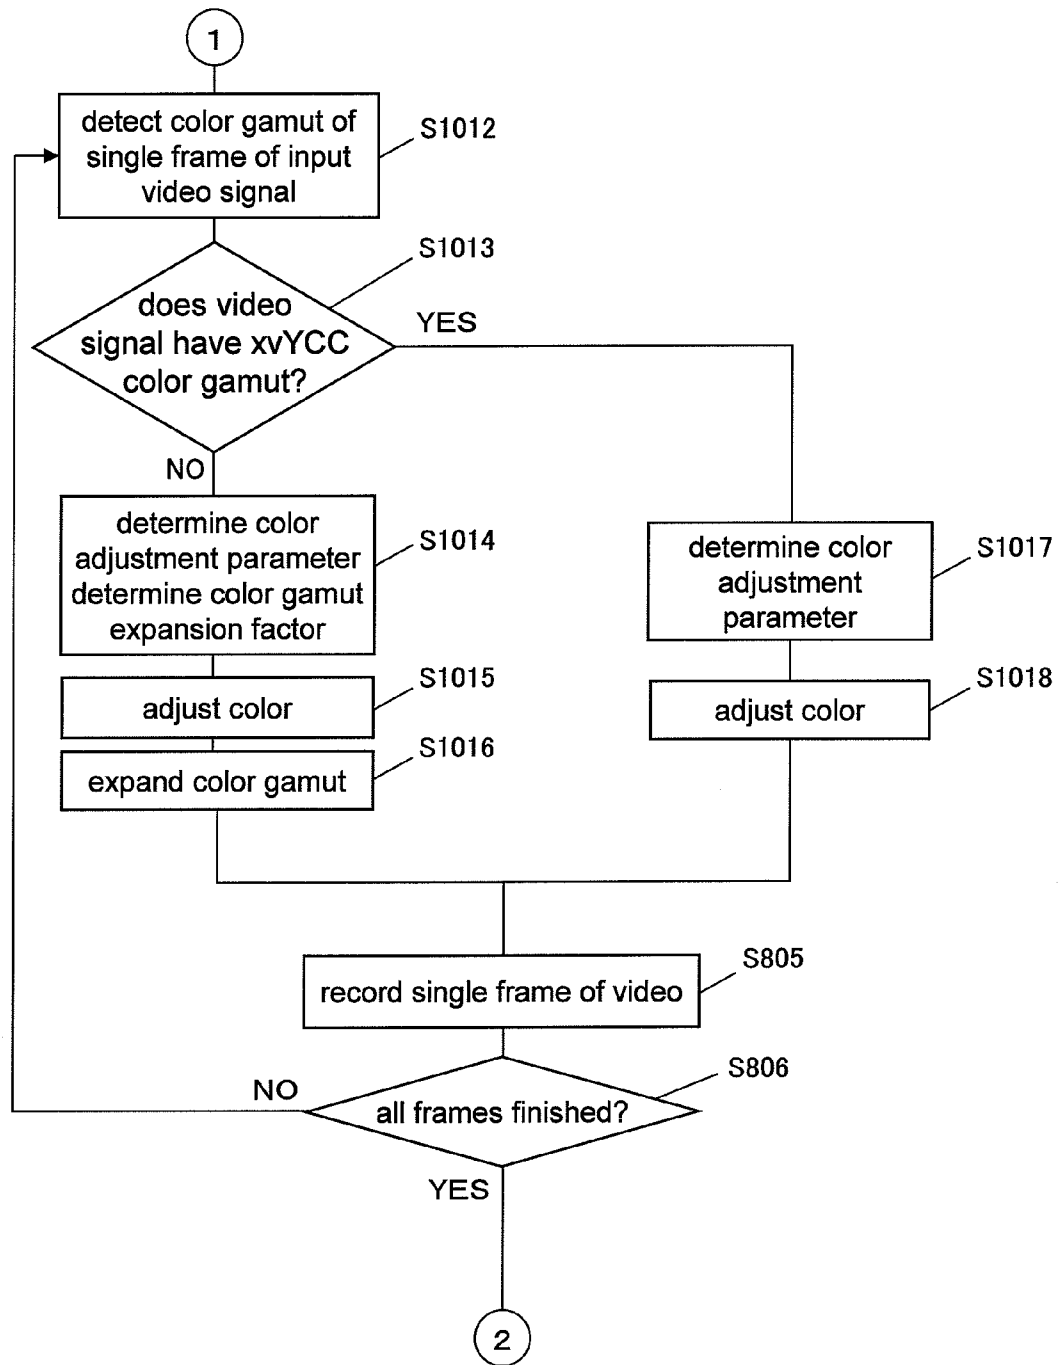 1
detect color gamut of
single frame of input
video signal
S1012
S1013
does video
signal have xvYCC
color gamut?
YES
NO
determine color
adjustment parameter
determine color gamut
expansion factor
S1014
determine color
adjustment
parameter
S1017
adjust color
S1015
adjust color
S1018
expand color gamut
S1016
record single frame of video
S805
S806
NO
all frames finished?
YES
2